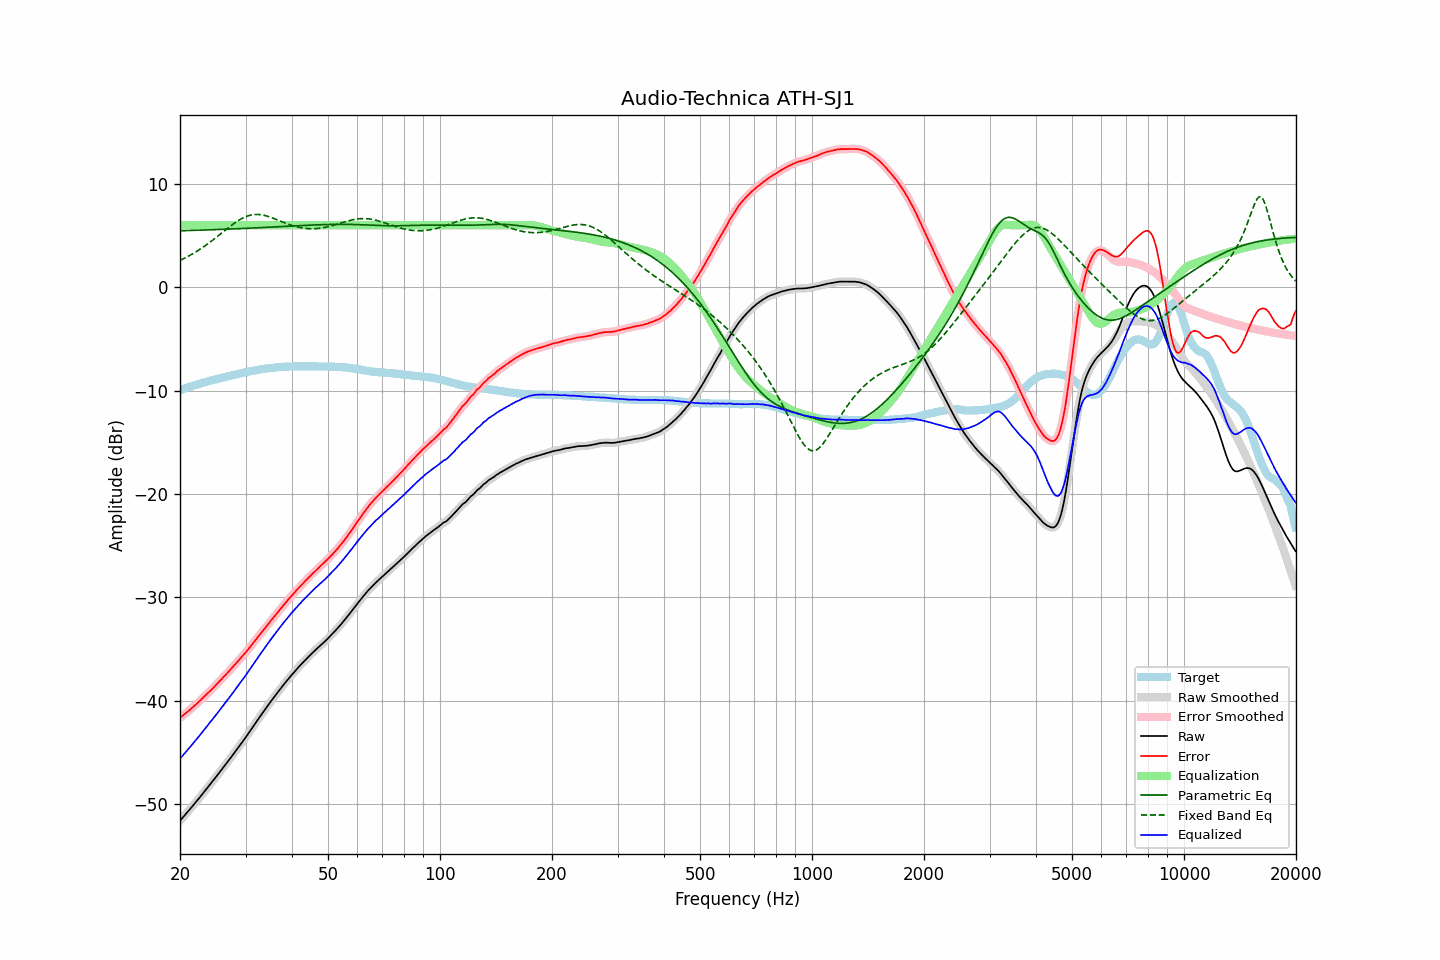 Audio-Technica ATH-SJ1
Amplitude (dBr)
10
0
−10
−20
−30
−40
−50
20
50
100
200
500
1000
2000
5000
10000
20000
Frequency (Hz)
Target
Raw Smoothed
Error Smoothed
Raw
Error
Equalization
Parametric Eq
Fixed Band Eq
Equalized